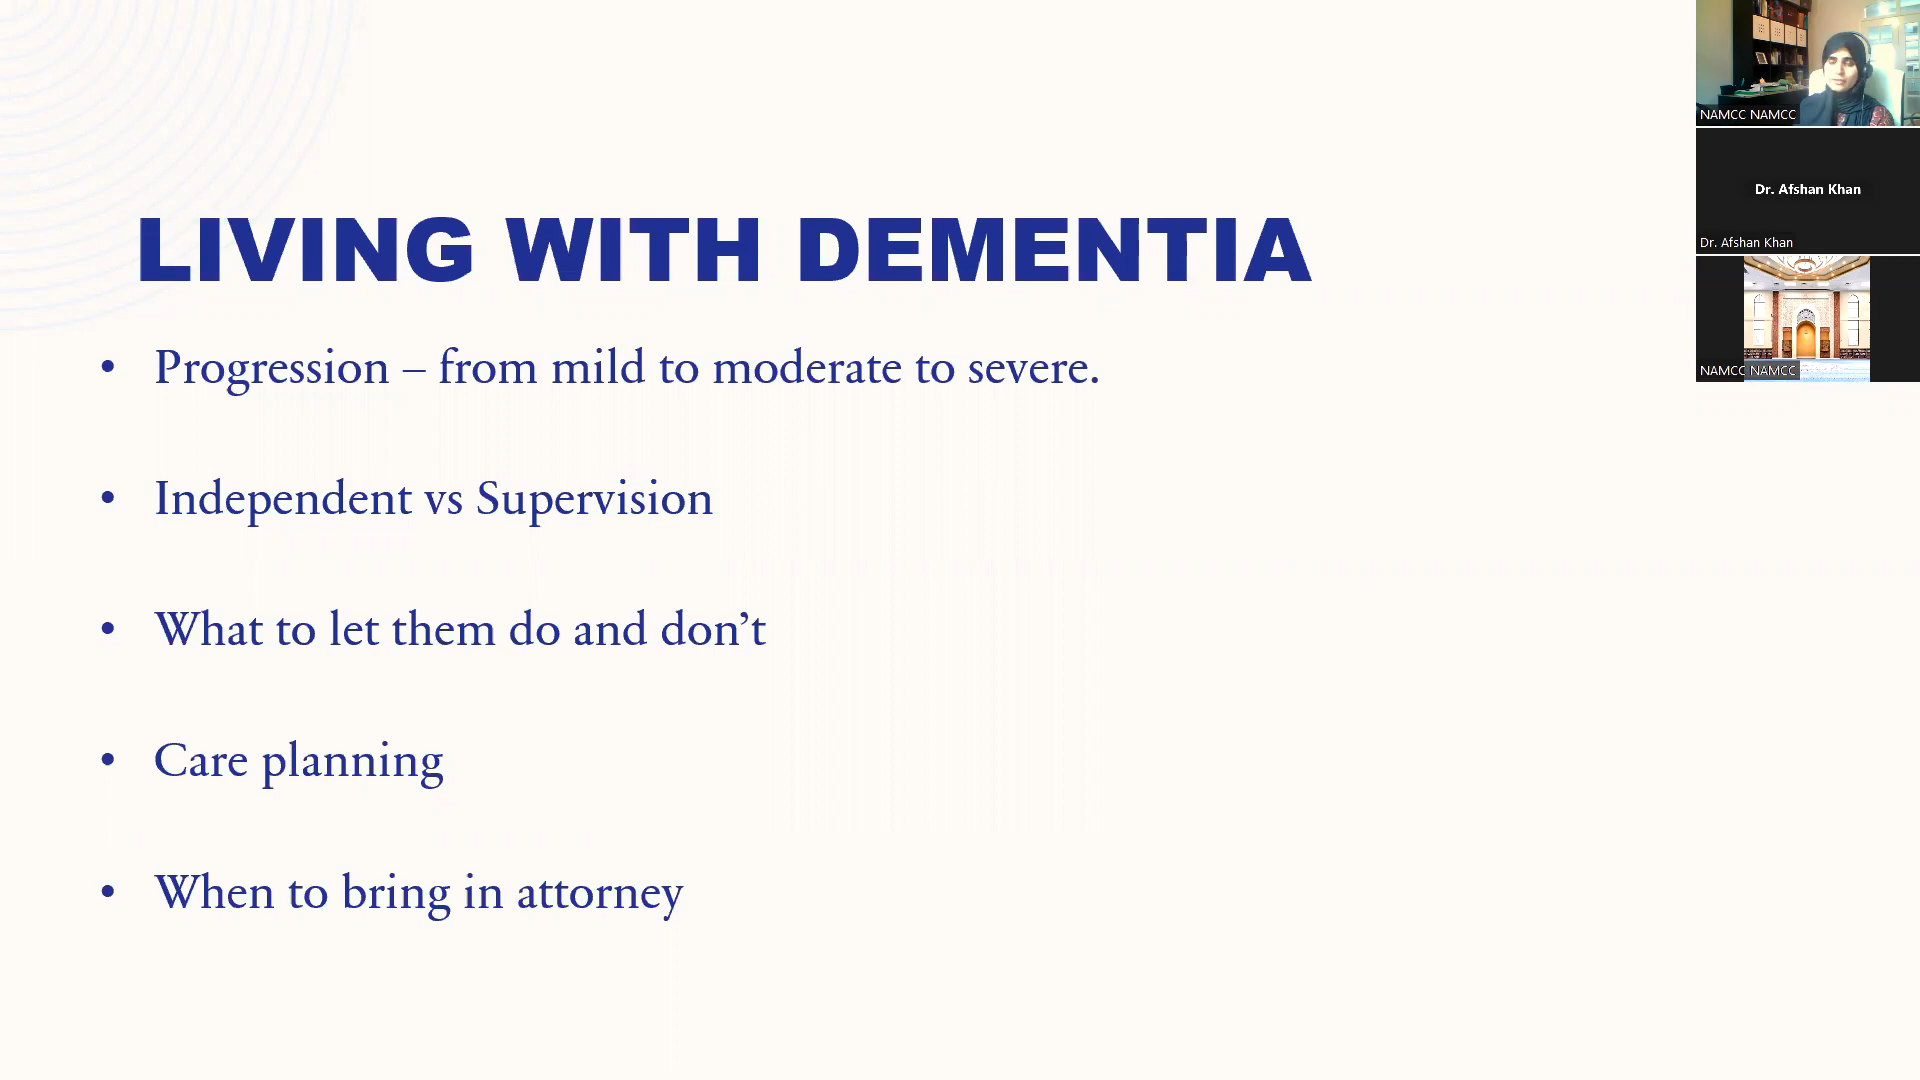 LIVING WITH DEMENTIA
• Progression – from mild to moderate to severe.
• Independent vs Supervision
• What to let them do and don’t
• Care planning
• When to bring in attorney
NAMCC NAMCC
Dr. Afshan Khan
Dr. Afshan Khan
NAMCC NAMCC